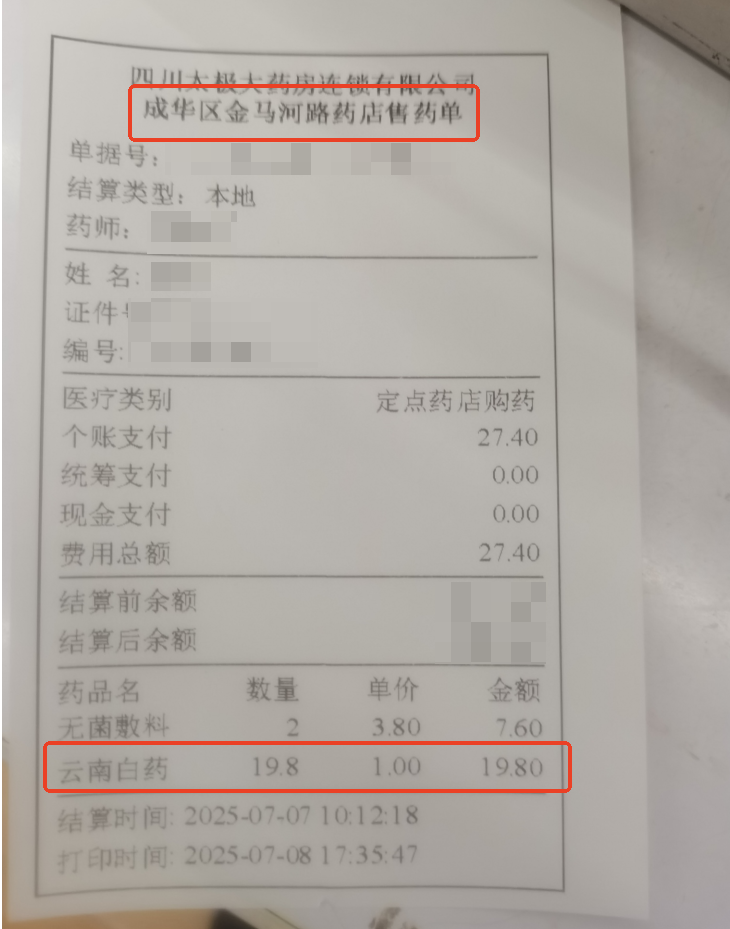 四川太极大药房连锁有限公司
成华区金马河路药店售药单
单据号:
结算类型: 本地
药师:
姓 名:
证件号
编号:
医疗类别 定点药店购药
个账支付 27.40
统筹支付 0.00
现金支付 0.00
费用总额 27.40
结算前余额
结算后余额
药品名 数量 单价 金额
无菌敷料 2 3.80 7.60
云南白药 19.8 1.00 19.80
结算时间: 2025-07-07 10:12:18
打印时间: 2025-07-08 17:35:47